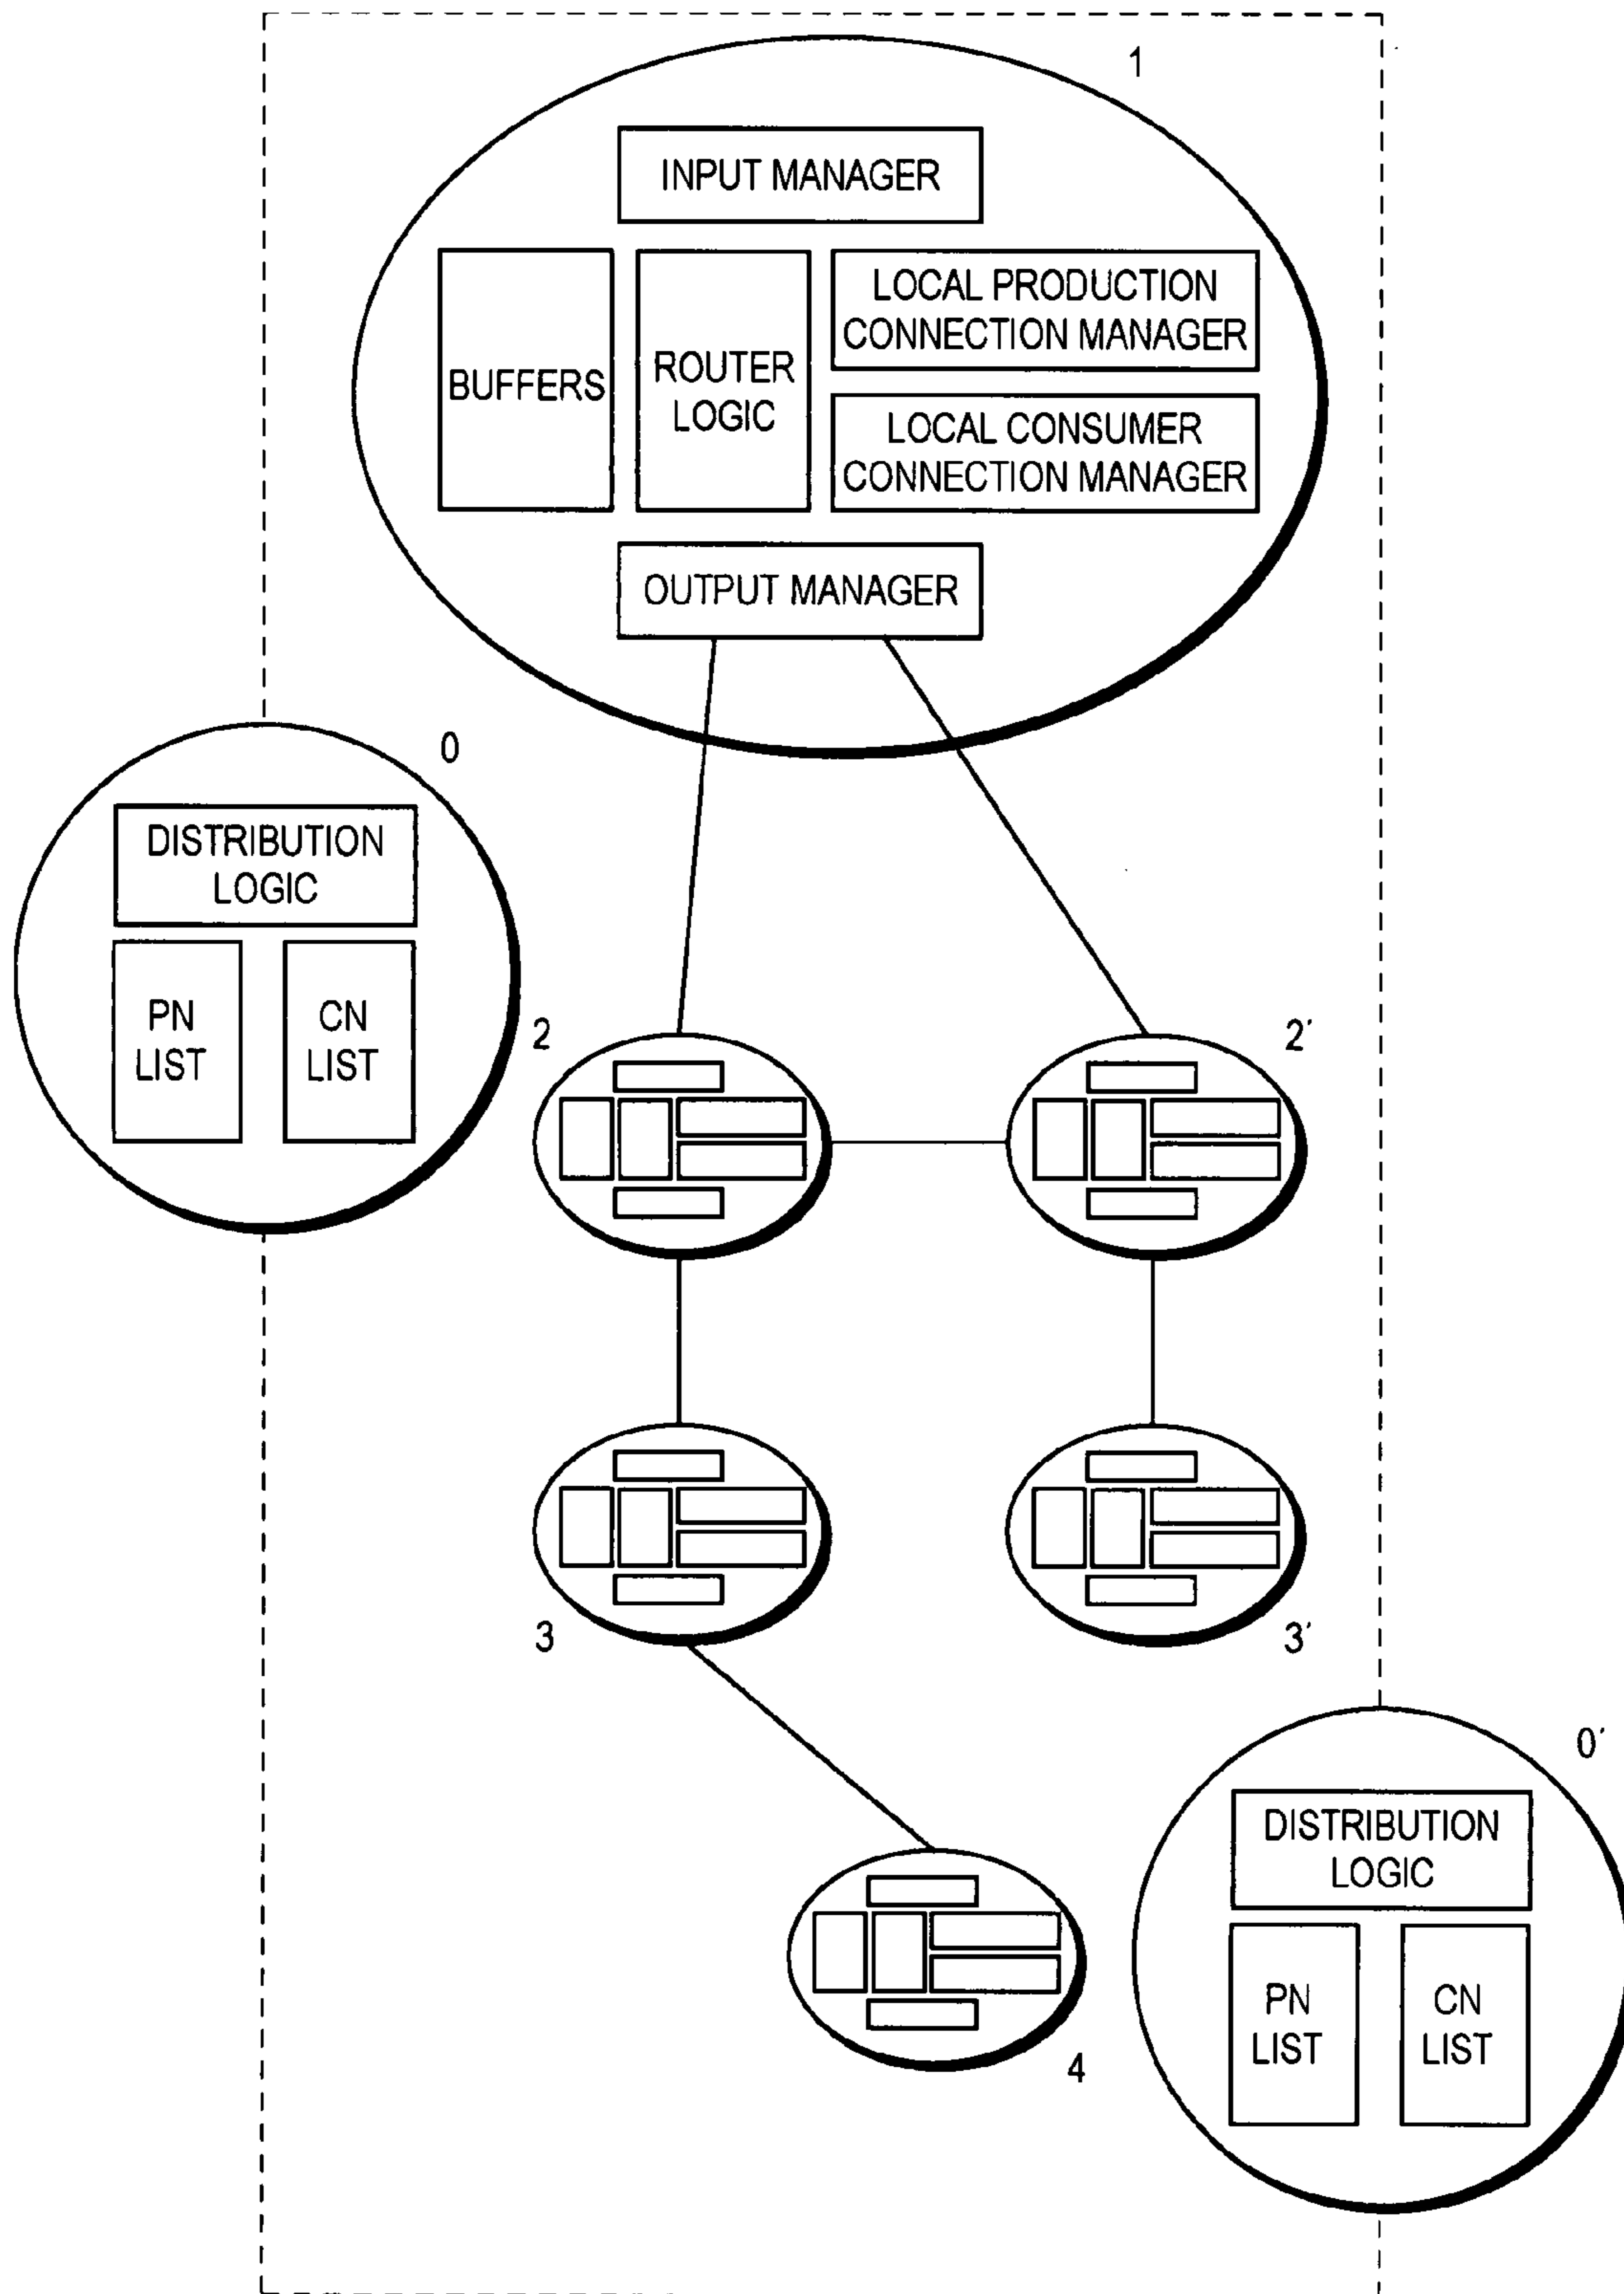 1
INPUT MANAGER
BUFFERS
ROUTER
LOGIC
LOCAL PRODUCTION
CONNECTION MANAGER
LOCAL CONSUMER
CONNECTION MANAGER
OUTPUT MANAGER
0
DISTRIBUTION
LOGIC
PN
LIST
CN
LIST
2
2'
3
3'
0'
DISTRIBUTION
LOGIC
PN
LIST
CN
LIST
4